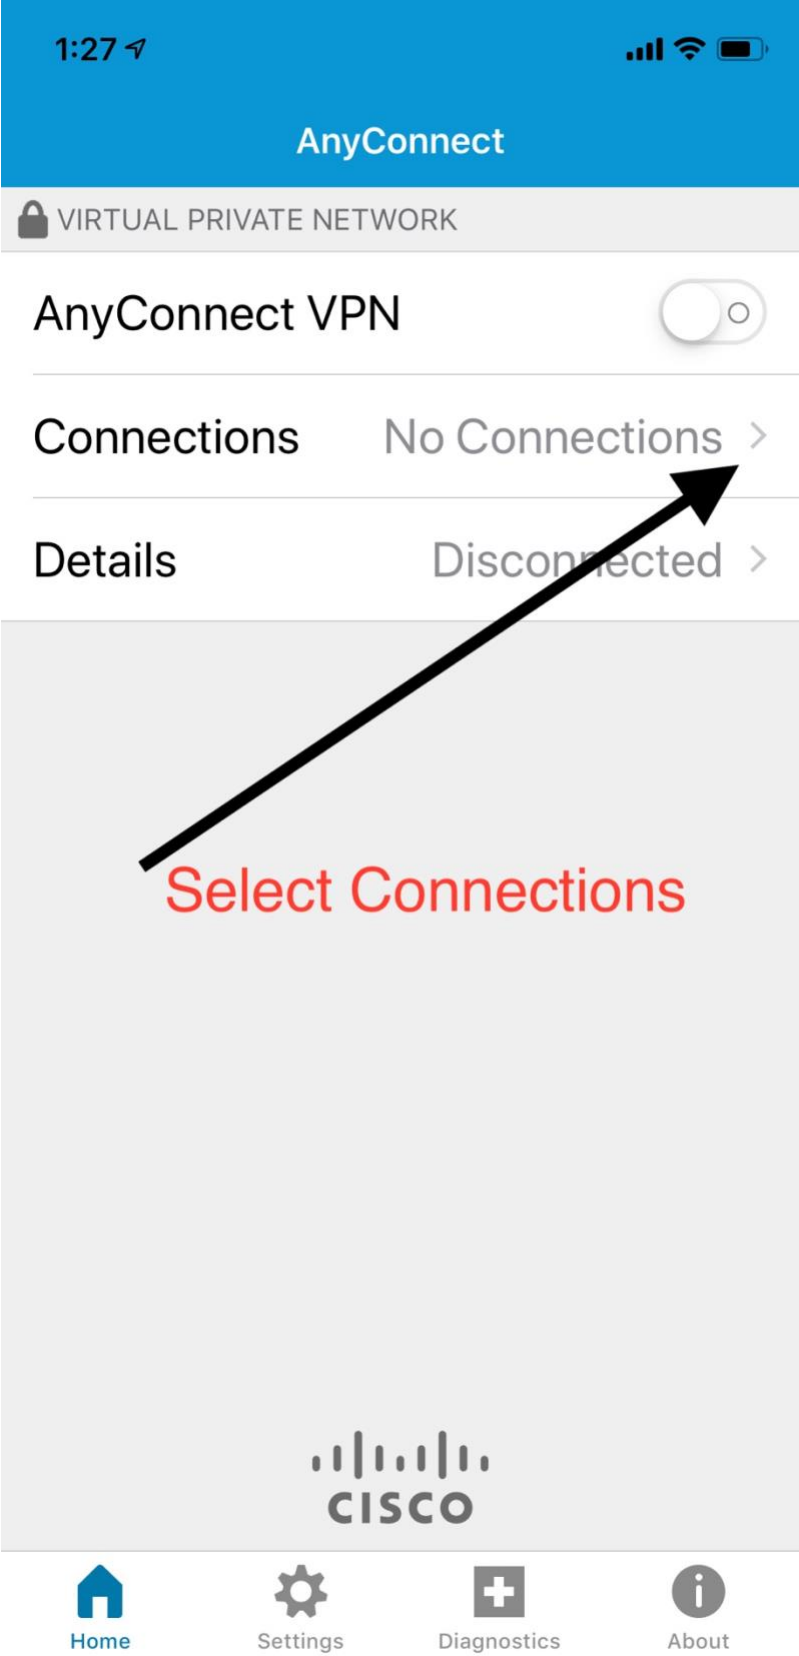 1:27
AnyConnect
VIRTUAL PRIVATE NETWORK
AnyConnect VPN
Connections No Connections
Details Disconnected
Select Connections
CISCO
Home Settings Diagnostics About